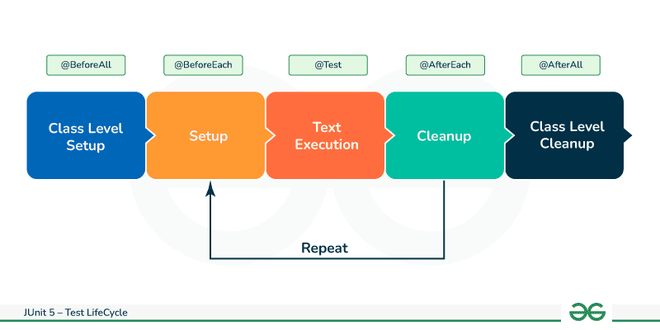 @BeforeAll
@BeforeEach
@Test
@AfterEach
@AfterAll
Class Level
Setup
Setup
Text
Execution
Cleanup
Class Level
Cleanup
Repeat
JUnit 5 – Test LifeCycle